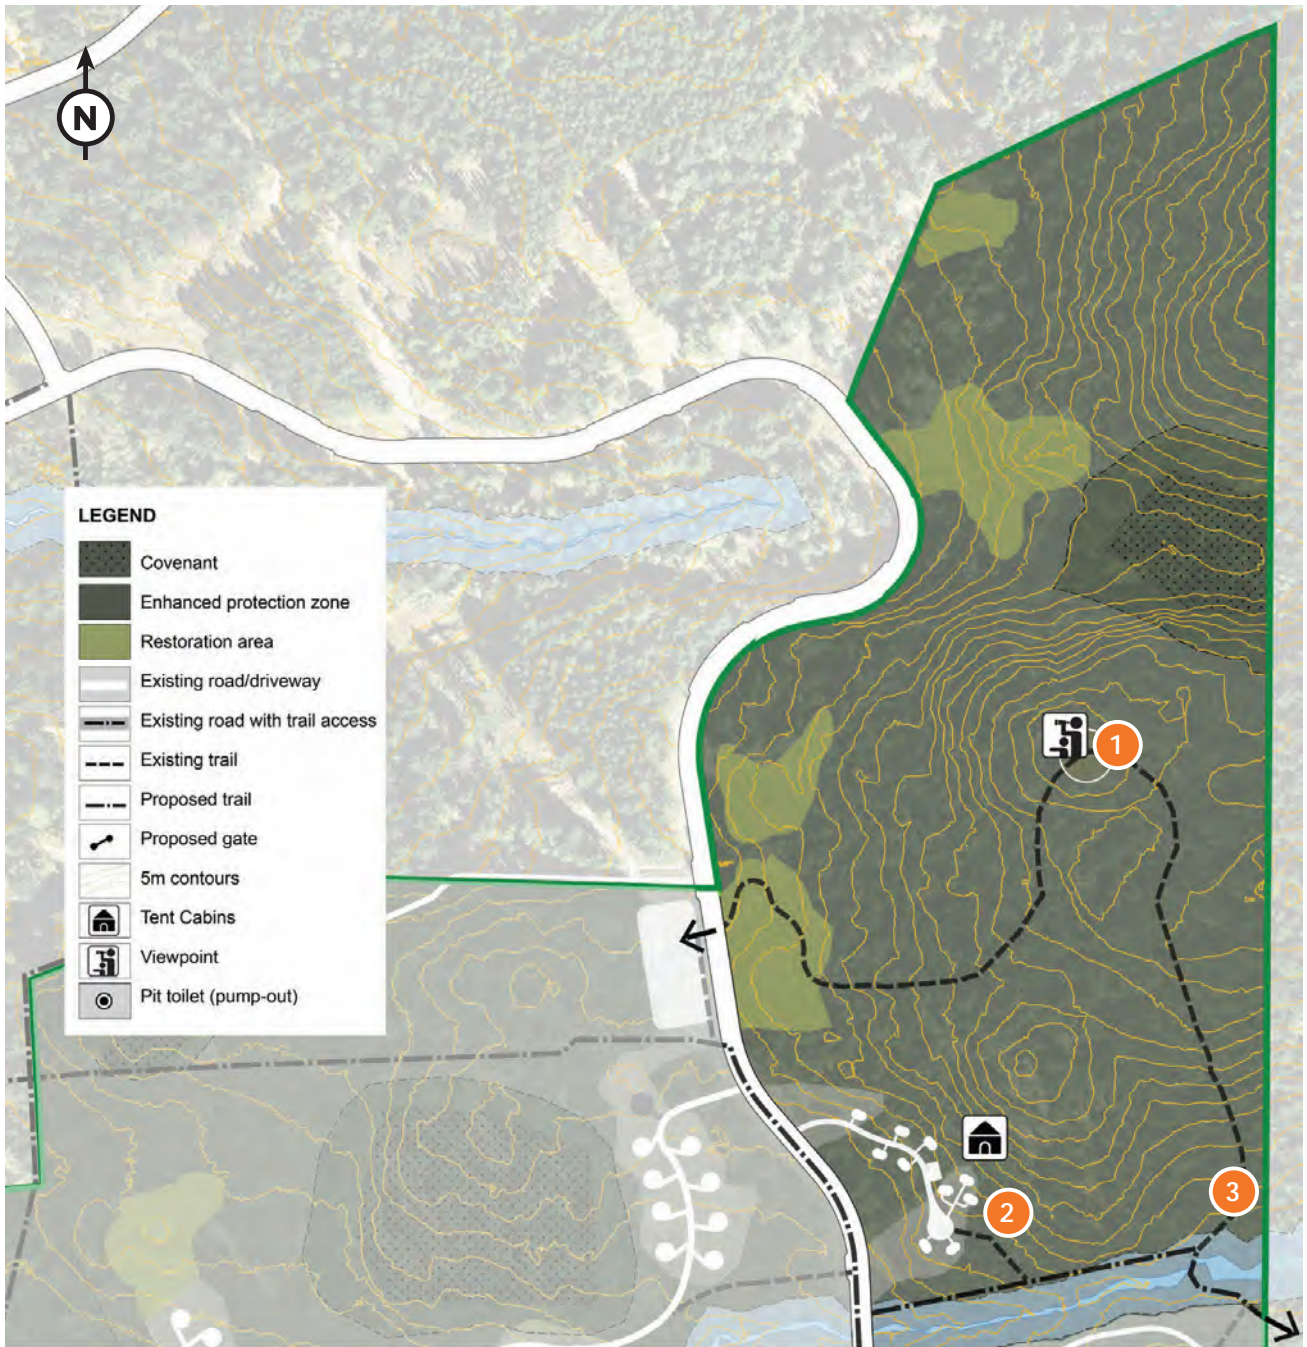 N
LEGEND
Covenant
Enhanced protection zone
Restoration area
Existing road/driveway
Existing road with trail access
Existing trail
Proposed trail
Proposed gate
5m contours
Tent Cabins
Viewpoint
Pit toilet (pump-out)
1
2
3